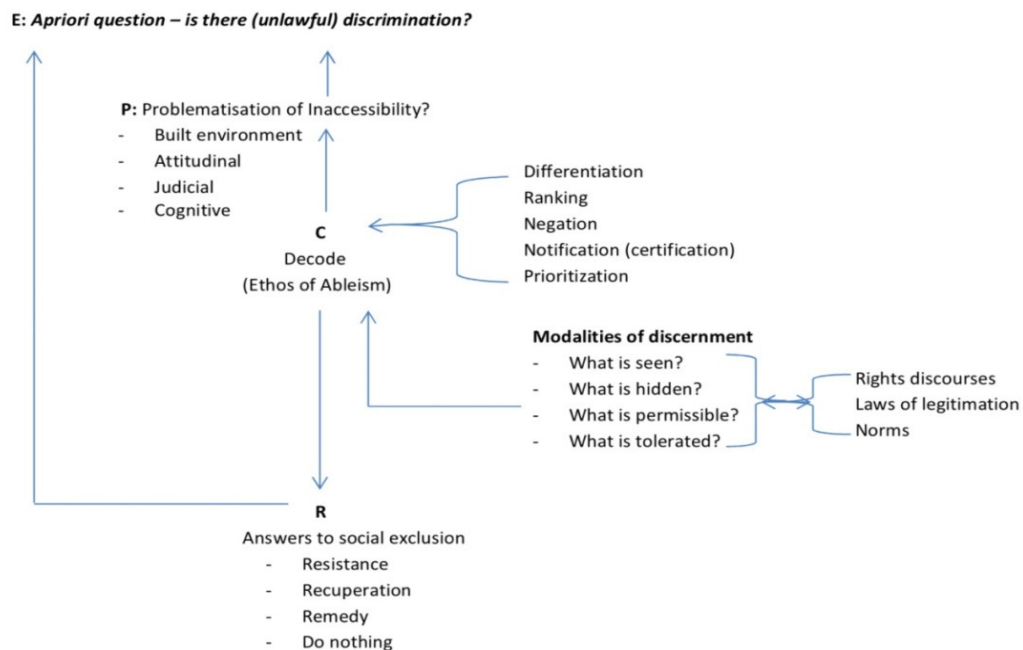 E: Apriori question – is there (unlawful) discrimination?
P: Problematisation of Inaccessibility?
- Built environment
- Attitudinal
- Judicial
- Cognitive
C
Decode
(Ethos of Ableism)
Differentiation
Ranking
Negation
Notification (certification)
Prioritization
Modalities of discernment
- What is seen?
- What is hidden?
- What is permissible?
- What is tolerated?
Rights discourses
Laws of legitimation
Norms
R
Answers to social exclusion
- Resistance
- Recuperation
- Remedy
- Do nothing